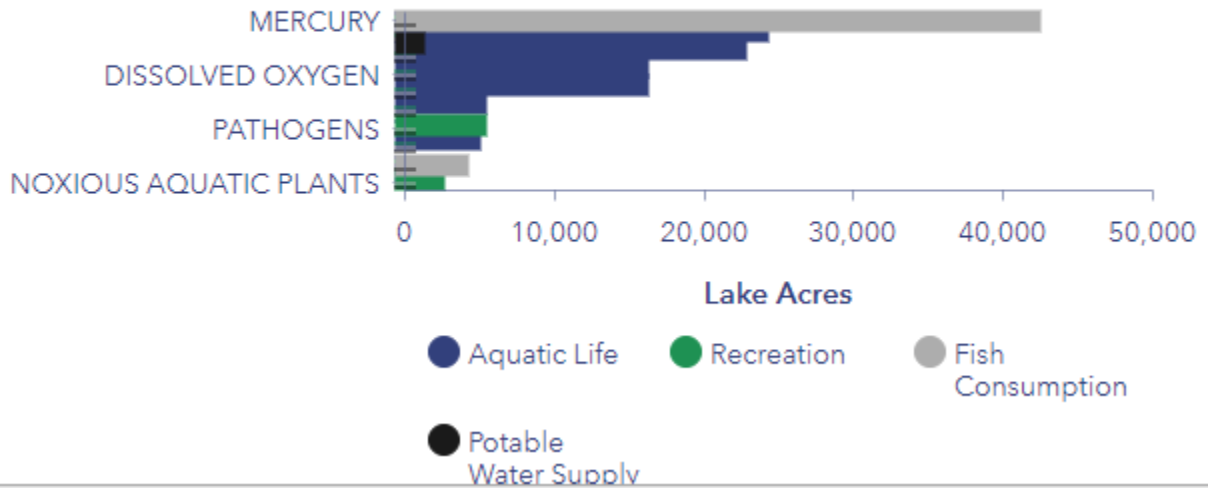 MERCURY
DISSOLVED OXYGEN
PATHOGENS
NOXIOUS AQUATIC PLANTS
0 10,000 20,000 30,000 40,000 50,000
Lake Acres
Aquatic Life Recreation Fish
Consumption
Potable
Water Supply